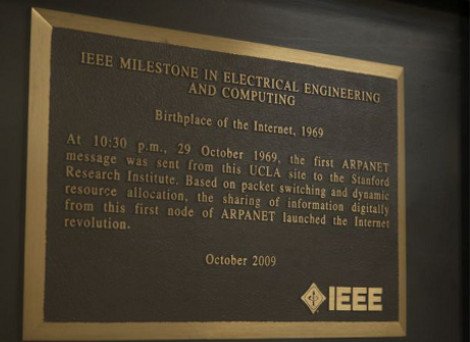 IEEE MILESTONE IN ELECTRICAL ENGINEERING
AND COMPUTING
Birthplace of the Internet, 1969
At 10:30 p.m., 29 October 1969, the first ARPANET
message was sent from this UCLA site to the Stanford
Research Institute. Based on packet switching and dynamic
resource allocation, the sharing of information digitally
from this first node of ARPANET launched the Internet
revolution.
October 2009
IEEE